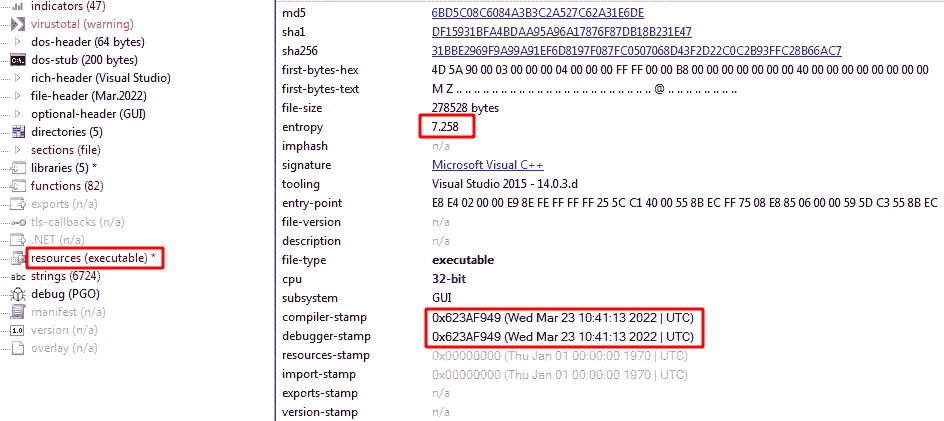 indicators (47)
virustotal (warning)
dos-header (64 bytes)
dos-stub (200 bytes)
rich-header (Visual Studio)
file-header (Mar.2022)
optional-header (GUI)
directories (5)
sections (file)
libraries (5) *
functions (82)
exports (n/a)
tls-callbacks (n/a)
.NET (n/a)
resources (executable) *
abc strings (6724)
debug (PGO)
manifest (n/a)
1.0 version (n/a)
overlay (n/a)
md5 6BD5C08C6084A3B3C2A527C62A31E6DE
sha1 DF15931BFA4BDAA95A96A17876F87DB18B231E47
sha256 31BBE2969F9A99A91EF6D8197F087FC0507068D43F2D22C0C2B93FFC28B66AC7
first-bytes-hex 4D 5A 90 00 03 00 00 00 04 00 00 00 FF FF 00 00 B8 00 00 00 00 00 00 00 40 00 00 00 00 00 00 00
first-bytes-text M Z .. .. .. .. .. .. .. .. .. .. .. .. .. .. .. .. .. .. .. .. .. .. @ .. .. .. .. .. .. ..
file-size 278528 bytes
entropy 7.258
imphash n/a
signature Microsoft Visual C++
tooling Visual Studio 2015 - 14.0.3.d
entry-point E8 E4 02 00 00 E9 8E FE FF FF FF 25 5C C1 40 00 55 8B EC FF 75 08 E8 85 06 00 00 59 5D C3 55 8B EC
file-version n/a
description n/a
file-type executable
cpu 32-bit
subsystem GUI
compiler-stamp 0x623AF949 (Wed Mar 23 10:41:13 2022 | UTC)
debugger-stamp 0x623AF949 (Wed Mar 23 10:41:13 2022 | UTC)
resources-stamp 0x00000000 (Thu Jan 01 00:00:00 1970 | UTC)
import-stamp 0x00000000 (Thu Jan 01 00:00:00 1970 | UTC)
exports-stamp n/a
version-stamp n/a